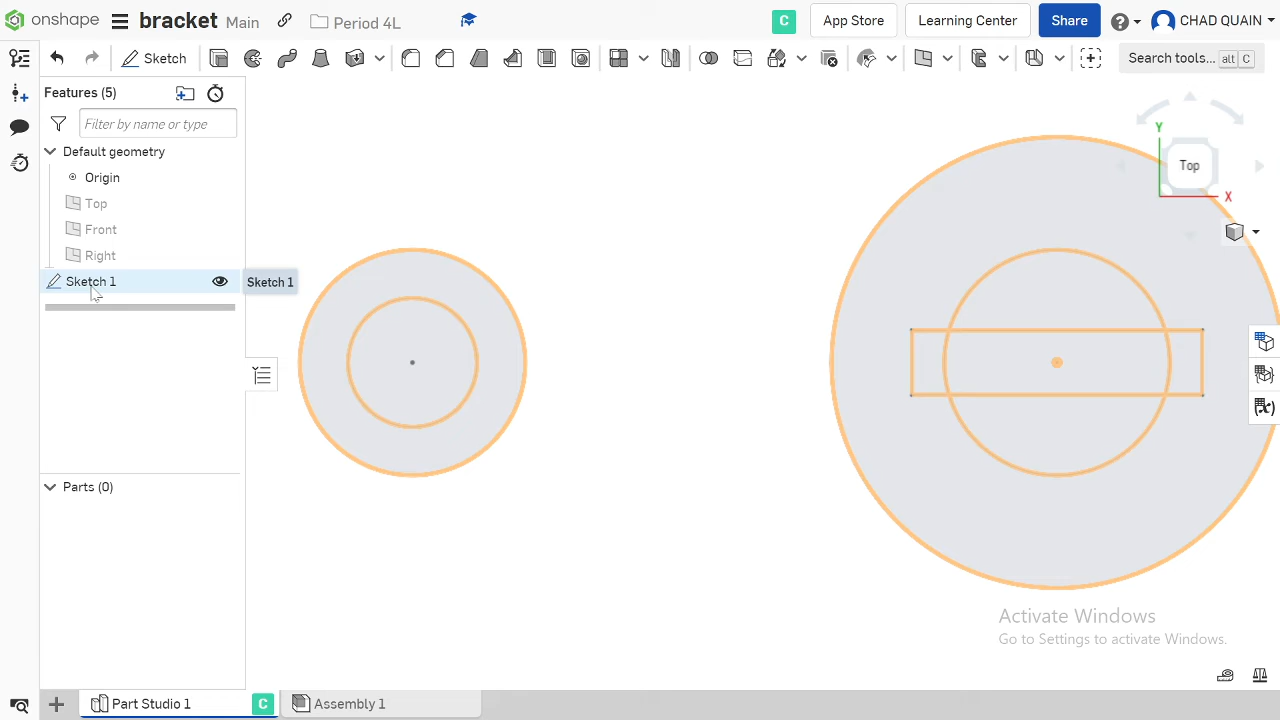 onshape bracket Main Period 4L C App Store Learning Center Share CHAD QUAIN
Sketch Search tools... alt C
Features (5)
Filter by name or type
Default geometry
Origin
Top
Front
Right
Sketch 1
Sketch 1
Parts (0)
Y
Top
X
Activate Windows
Go to Settings to activate Windows.
Part Studio 1 C Assembly 1